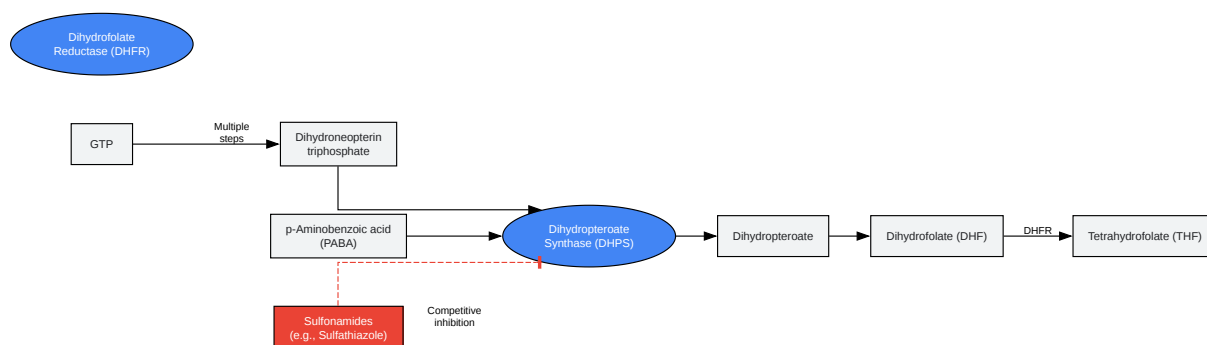 Dihydrofolate
Reductase (DHFR)
GTP
Multiple
steps
Dihydroneopterin
triphosphate
p-Aminobenzoic acid
(PABA)
Dihydropteroate
Synthase (DHPS)
Dihydropteroate
Dihydrofolate (DHF)
DHFR
Tetrahydrofolate (THF)
Sulfonamides
(e.g., Sulfathiazole)
Competitive
inhibition